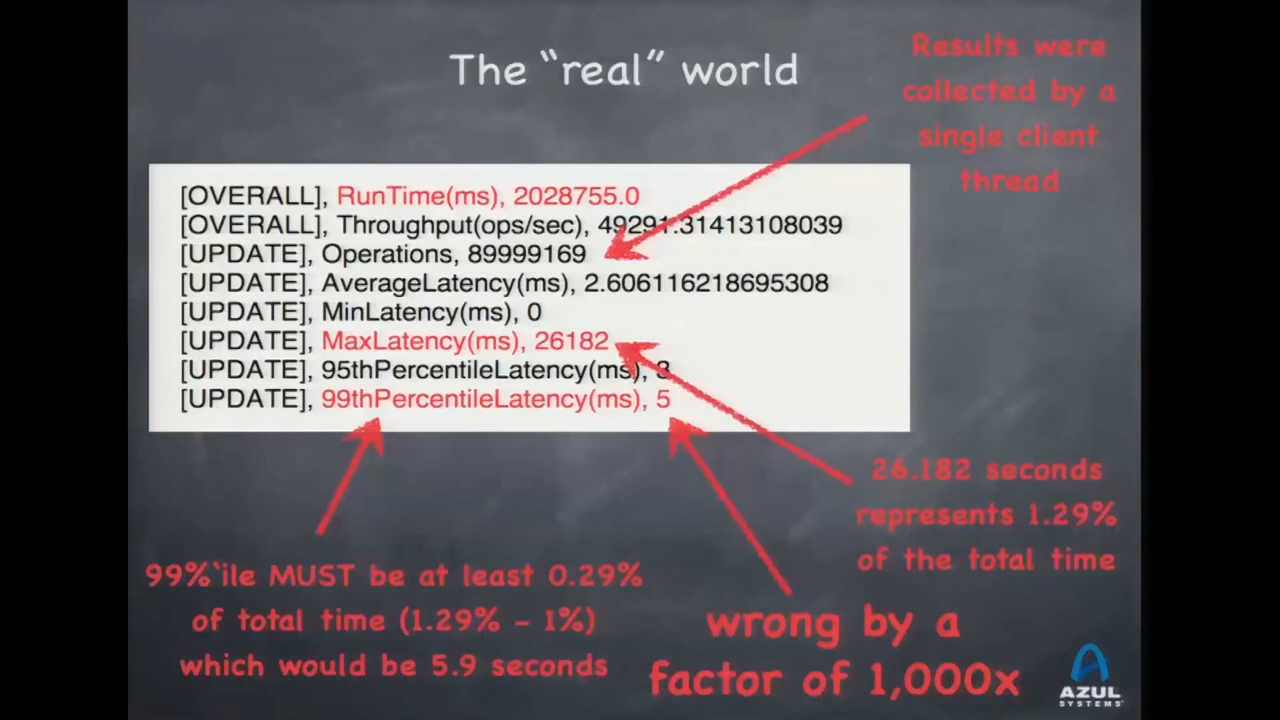 The “real” world
Results were
collected by a
single client
thread
[OVERALL], RunTime(ms), 2028755.0
[OVERALL], Throughput(ops/sec), 49291.31413108039
[UPDATE], Operations, 89999169
[UPDATE], AverageLatency(ms), 2.606116218695308
[UPDATE], MinLatency(ms), 0
[UPDATE], MaxLatency(ms), 26182
[UPDATE], 95thPercentileLatency(ms), 3
[UPDATE], 99thPercentileLatency(ms), 5
26.182 seconds
represents 1.29%
of the total time
99%‘ile MUST be at least 0.29%
of total time (1.29% - 1%)
which would be 5.9 seconds
wrong by a
factor of 1,000x
AZUL
SYSTEMS